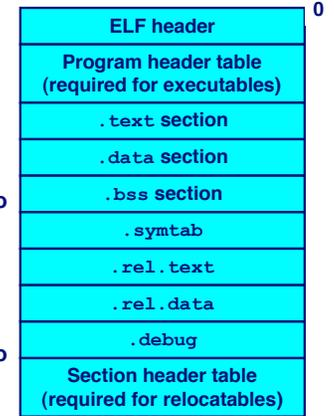 0
ELF header
Program header table
(required for executables)
.text section
.data section
.bss section
.symtab
.rel.text
.rel.data
.debug
Section header table
(required for relocatables)
o
o